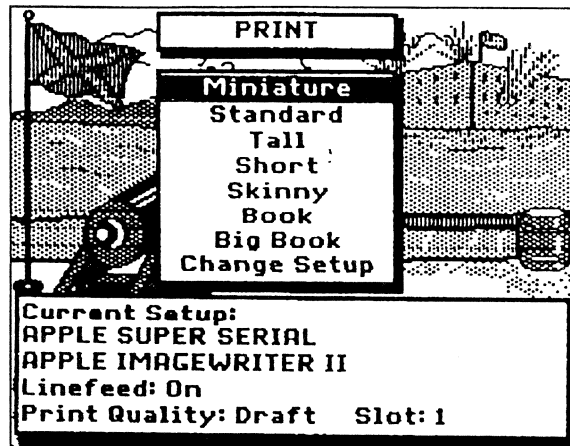 PRINT
Miniature
Standard
Tall
Short
Skinny
Book
Big Book
Change Setup
Current Setup:
APPLE SUPER SERIAL
APPLE IMAGEWRITER II
Linefeed: On
Print Quality: Draft Slot: 1